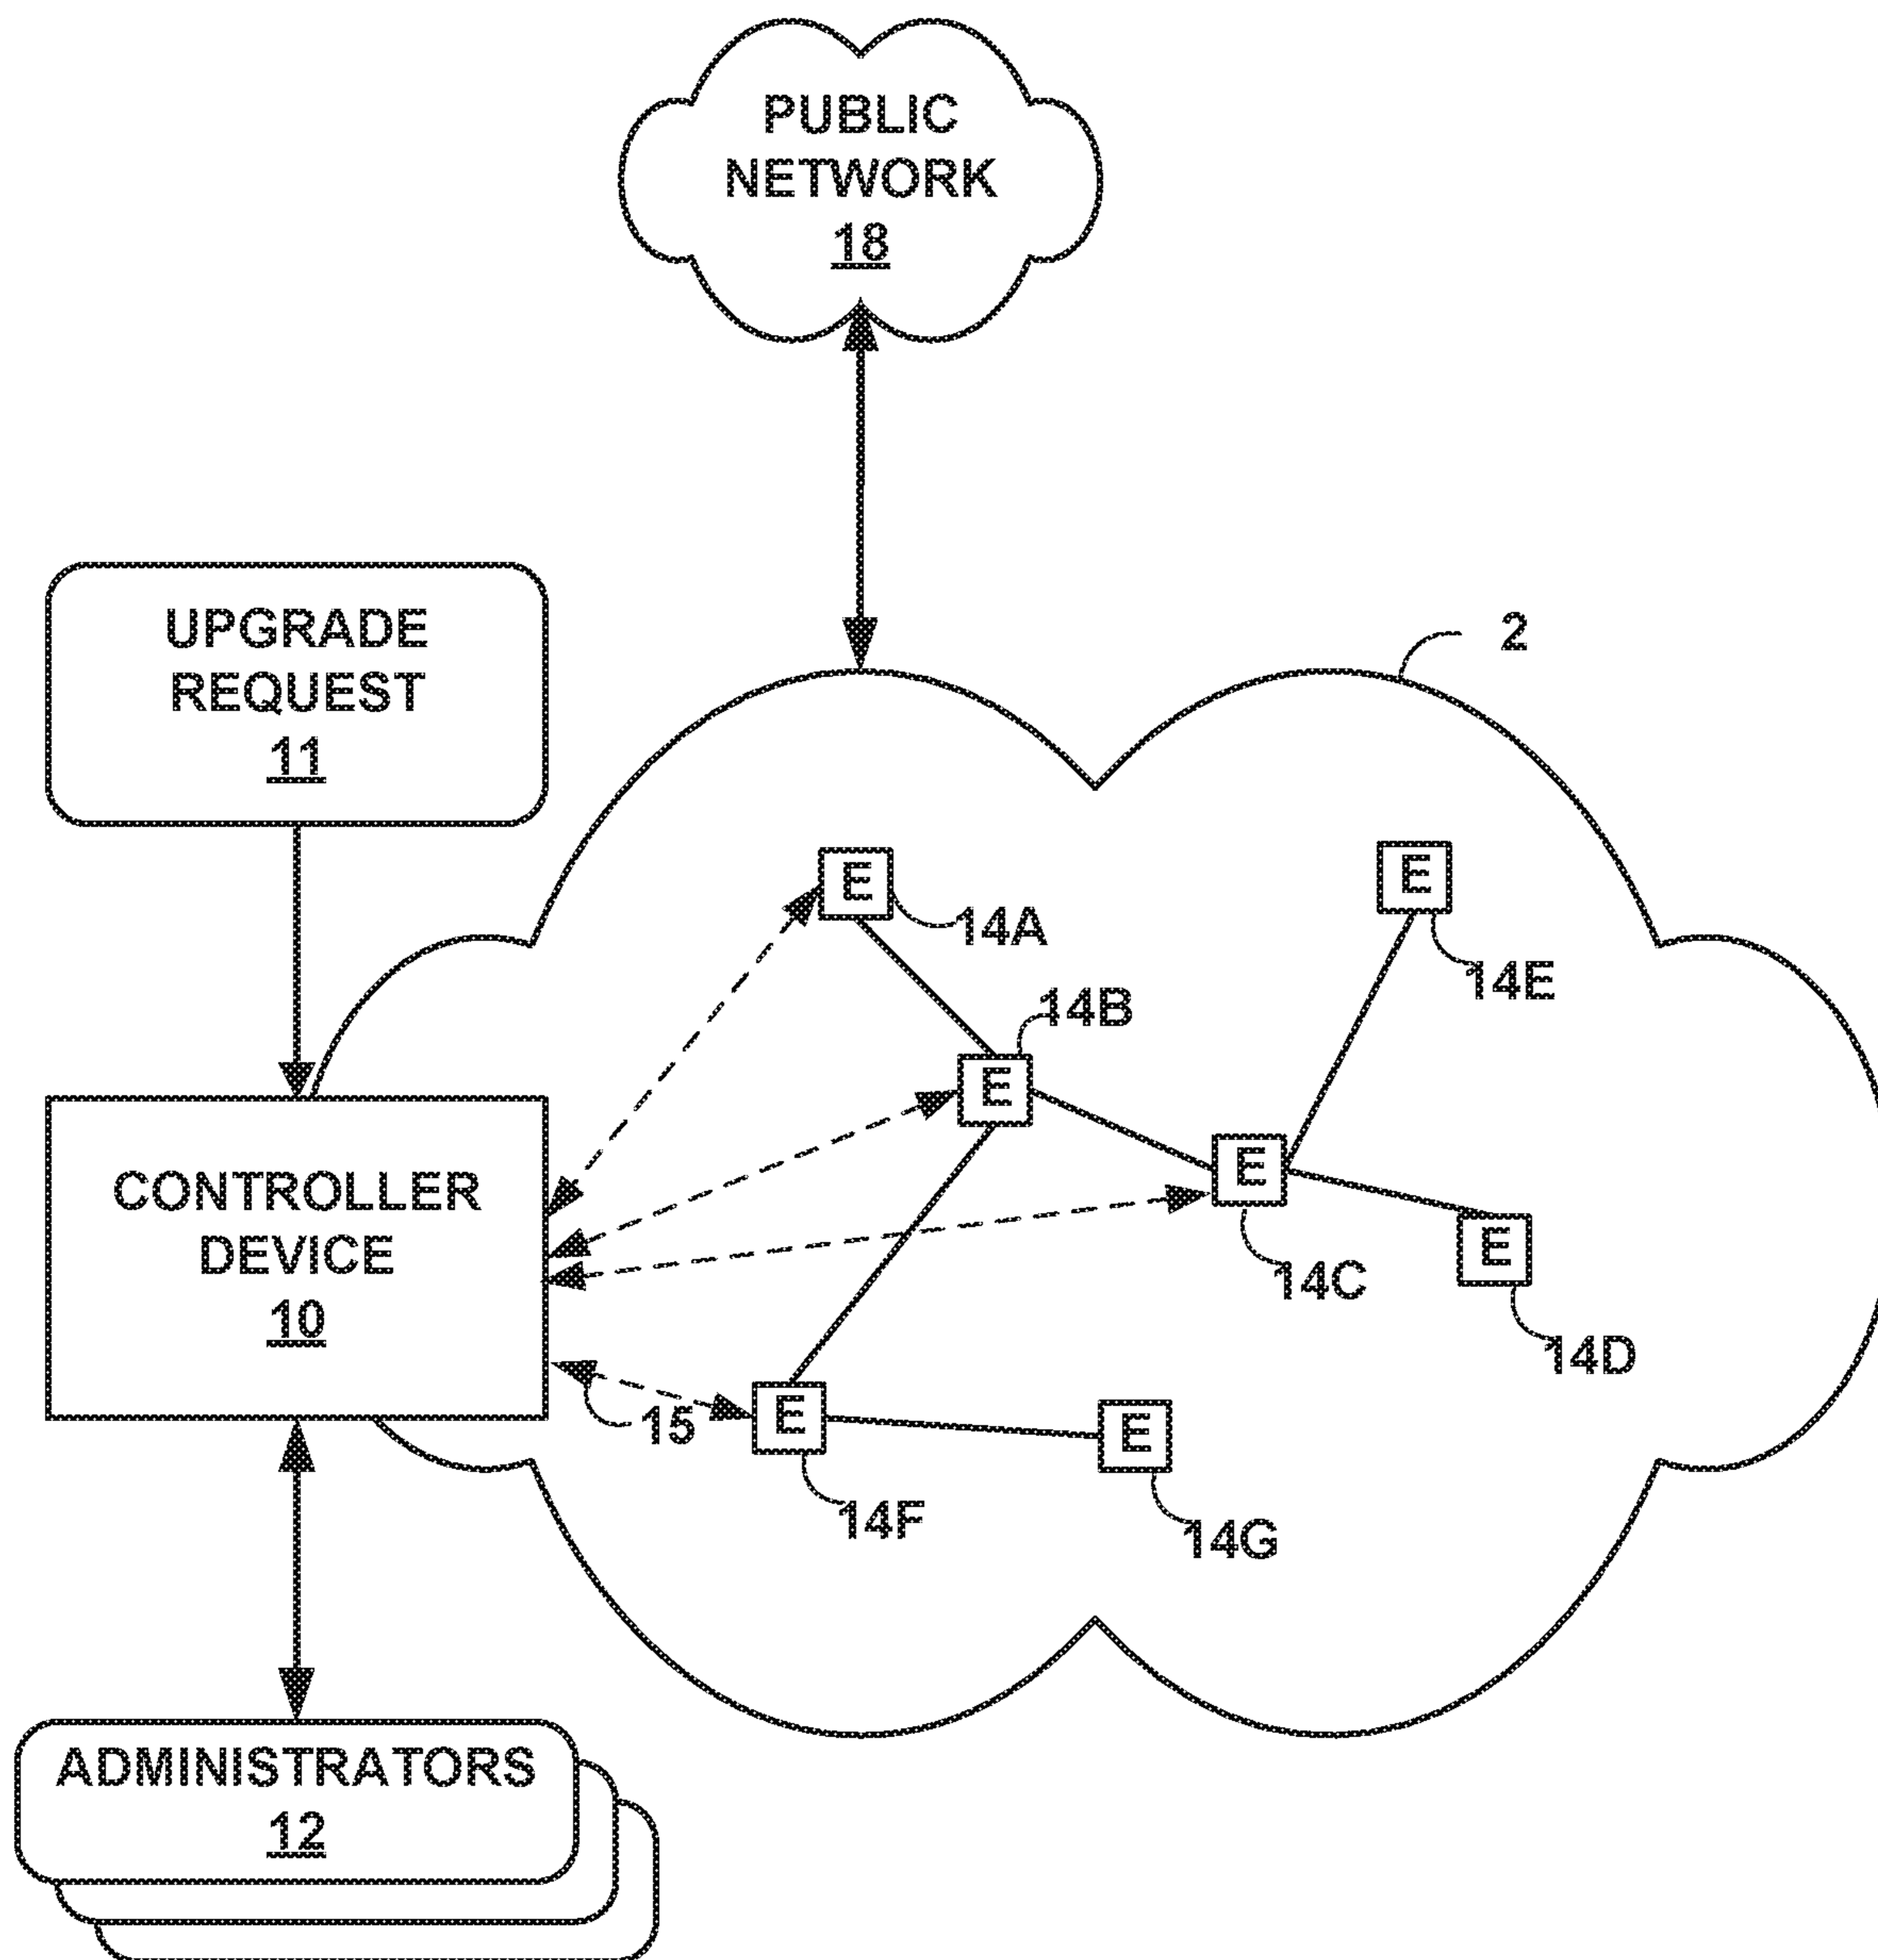 PUBLIC
NETWORK
18
UPGRADE
REQUEST
11
2
E
14A
E
14E
14B
E
E
14C
E
14D
CONTROLLER
DEVICE
10
15
E
14F
E
14G
ADMINISTRATORS
12